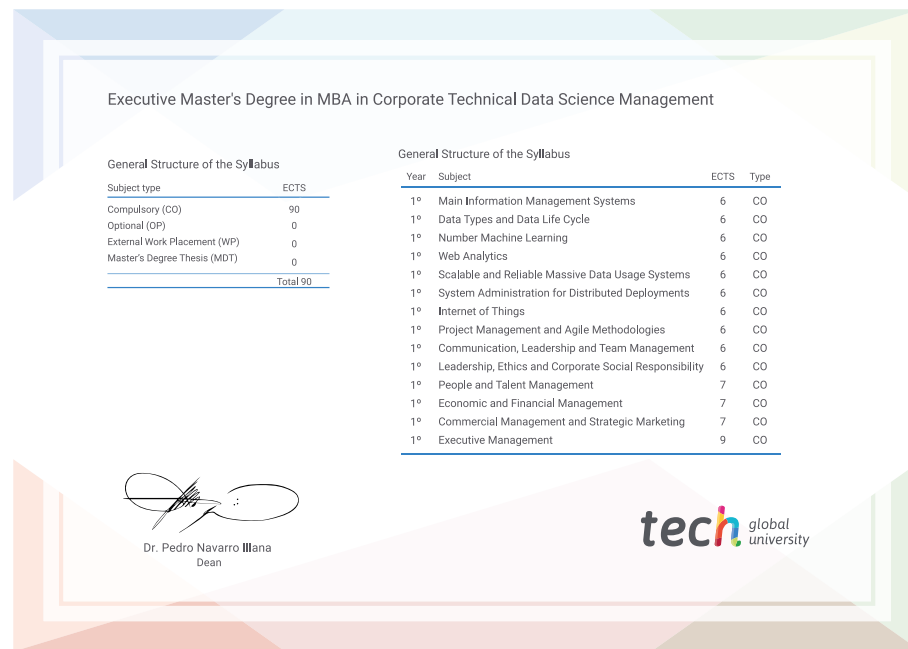 Executive Master's Degree in MBA in Corporate Technical Data Science Management
General Structure of the Syllabus
Subject type ECTS
Compulsory (CO) 90
Optional (OP) 0
External Work Placement (WP) 0
Master's Degree Thesis (MDT) 0
Total 90
General Structure of the Syllabus
Year Subject ECTS Type
1º Main Information Management Systems 6 CO
1º Data Types and Data Life Cycle 6 CO
1º Number Machine Learning 6 CO
1º Web Analytics 6 CO
1º Scalable and Reliable Massive Data Usage Systems 6 CO
1º System Administration for Distributed Deployments 6 CO
1º Internet of Things 6 CO
1º Project Management and Agile Methodologies 6 CO
1º Communication, Leadership and Team Management 6 CO
1º Leadership, Ethics and Corporate Social Responsibility 6 CO
1º People and Talent Management 7 CO
1º Economic and Financial Management 7 CO
1º Commercial Management and Strategic Marketing 7 CO
1º Executive Management 9 CO
Dr. Pedro Navarro Illana
Dean
tech global
university